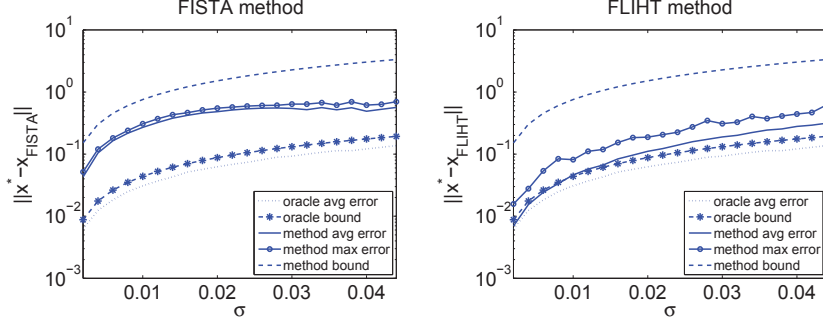 FISTA method
10^1
10^0
10^-1
10^-2
10^-3
||x*-x_FISTA||
0.01 0.02 0.03 0.04
σ
oracle avg error
oracle bound
method avg error
method max error
method bound
FLIHT method
10^1
10^0
10^-1
10^-2
10^-3
||x*-x_FLIHT||
0.01 0.02 0.03 0.04
σ
oracle avg error
oracle bound
method avg error
method max error
method bound